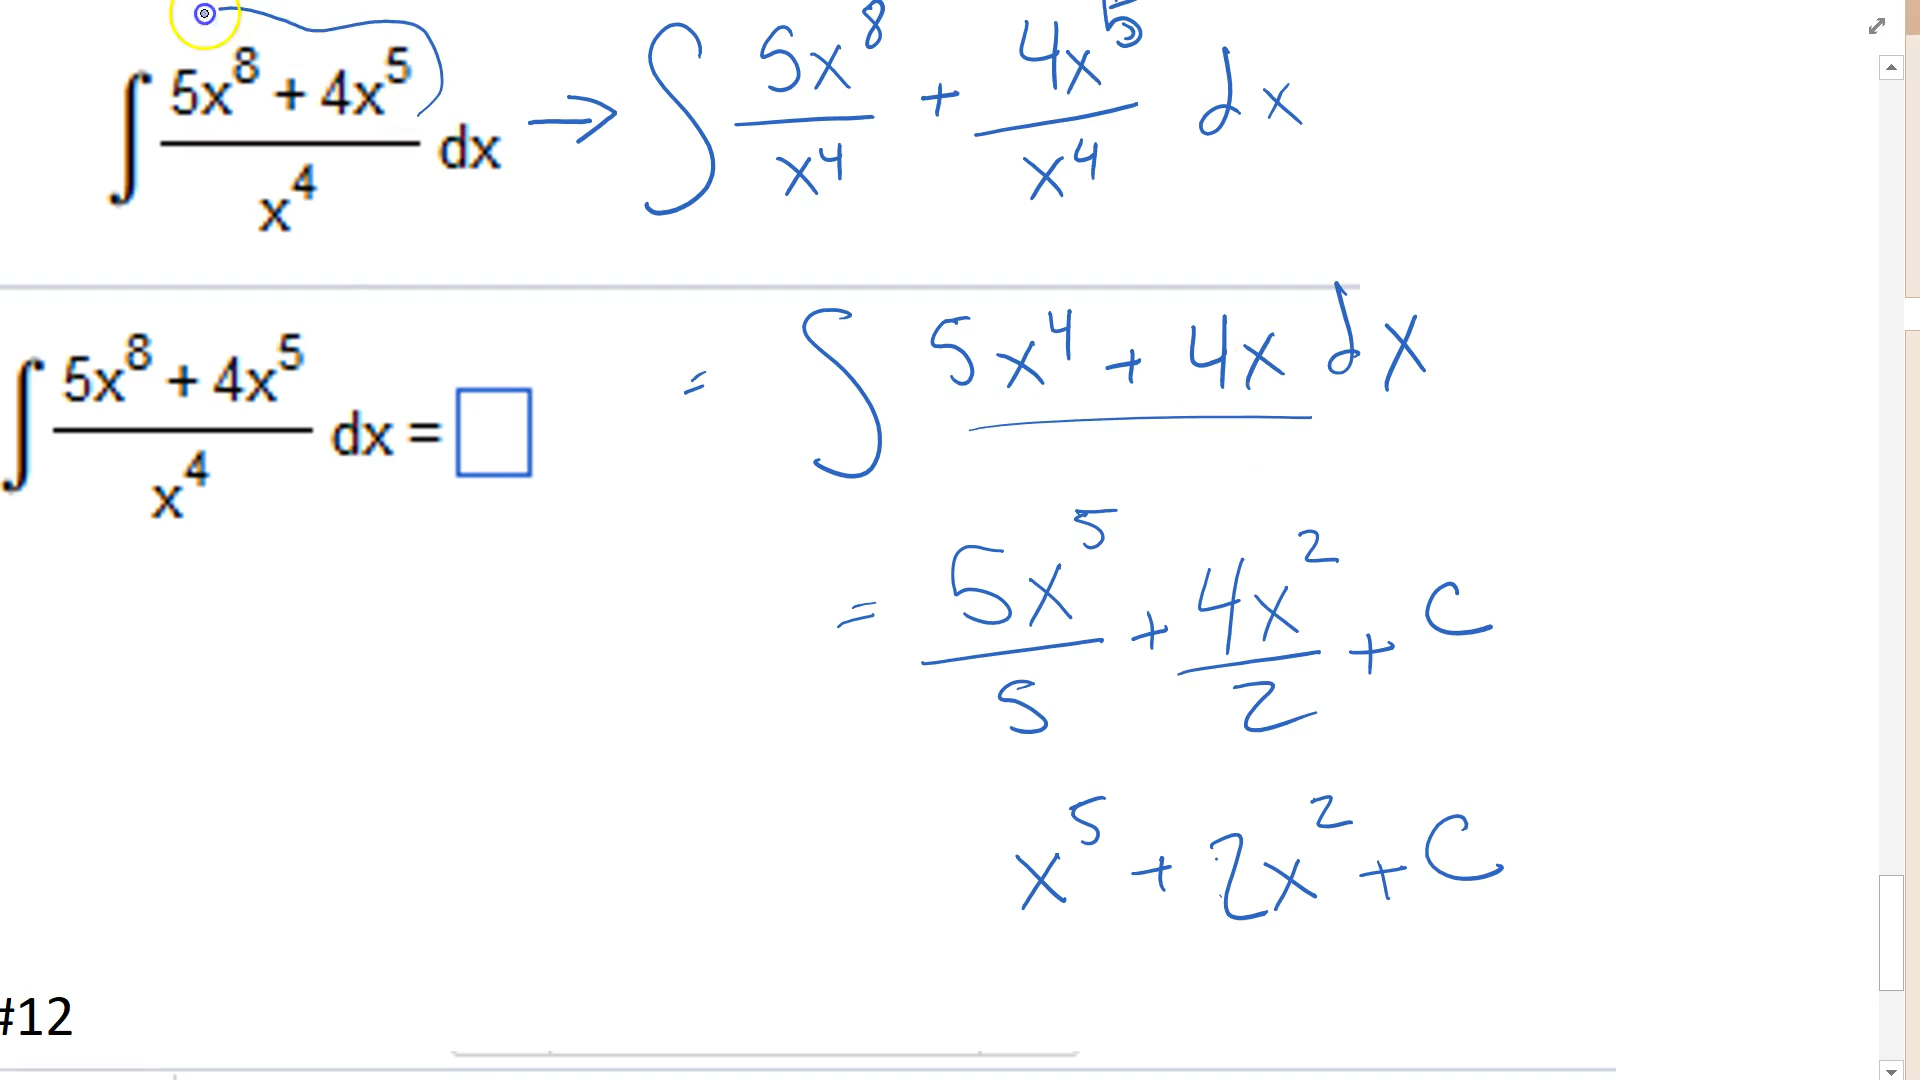 ∫ (5x^8 + 4x^5)/x^4 dx → ∫ 5x^8/x^4 + 4x^5/x^4 dx
∫ (5x^8 + 4x^5)/x^4 dx = □
= ∫ 5x^4 + 4x dx
= 5x^5/5 + 4x^2/2 + C
x^5 + 2x^2 + C
#12